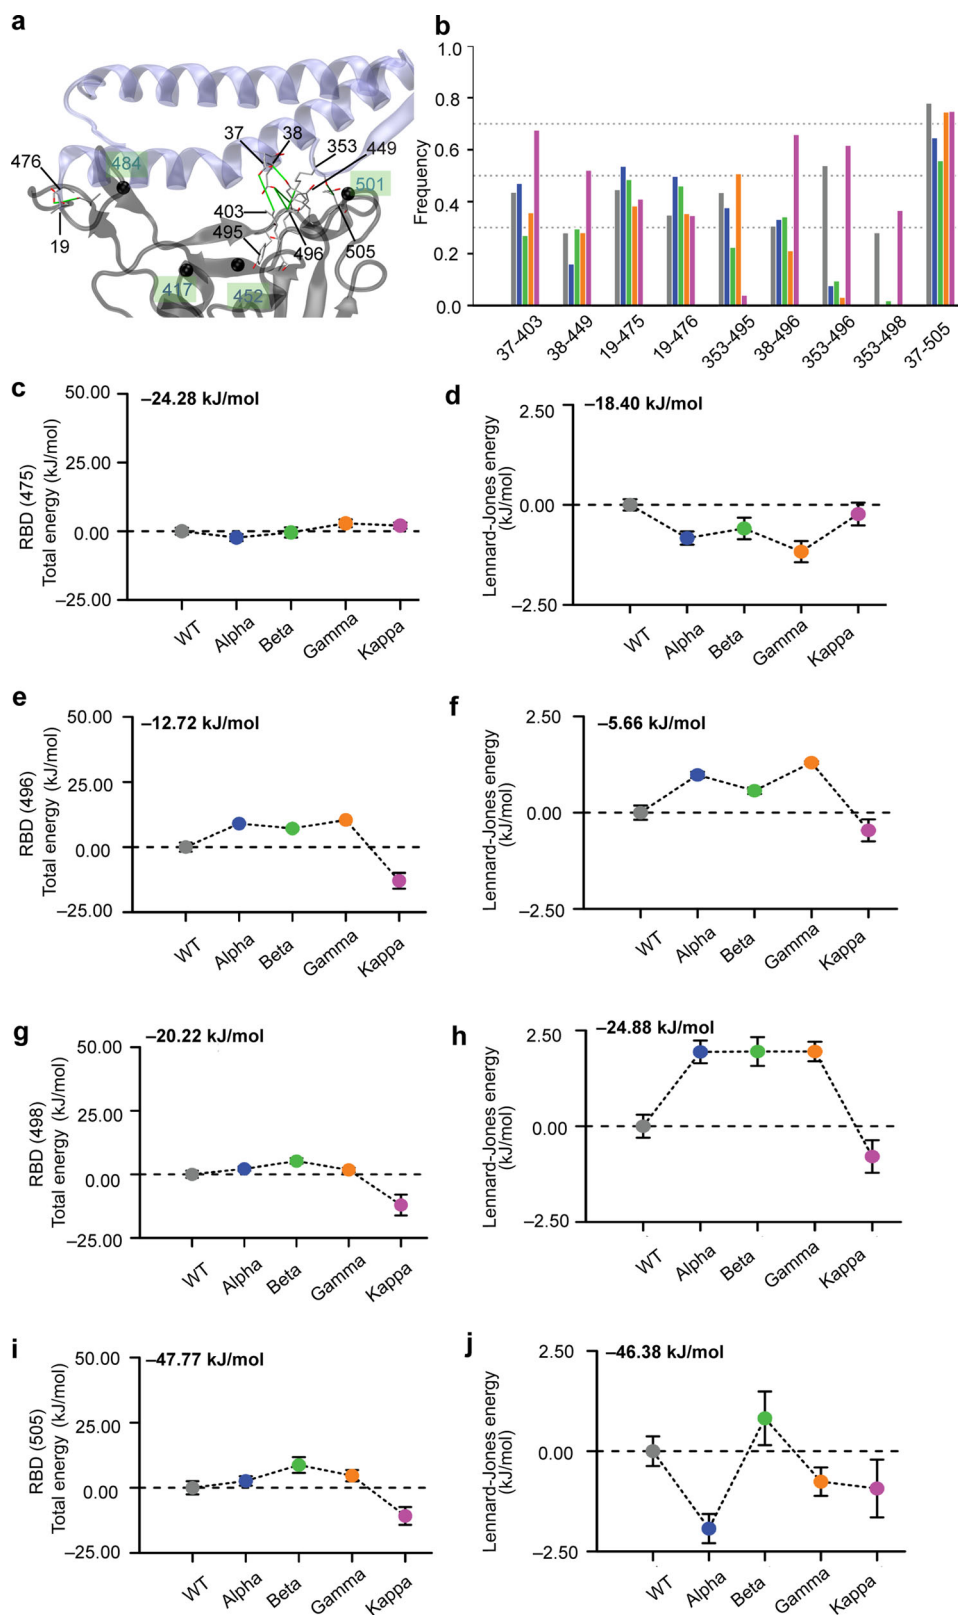 a
37
38
353
449
476
484
501
403
495
19
496
505
417
452
b
Frequency
1.0
0.8
0.6
0.4
0.2
0.0
37-403
38-449
19-475
19-476
353-495
38-496
353-496
353-498
37-505
c
–24.28 kJ/mol
RBD (475)
Total energy (kJ/mol)
50.00
25.00
0.00
–25.00
WT
Alpha
Beta
Gamma
Kappa
d
–18.40 kJ/mol
Lennard-Jones energy
(kJ/mol)
2.50
0.00
–2.50
WT
Alpha
Beta
Gamma
Kappa
e
–12.72 kJ/mol
RBD (496)
Total energy (kJ/mol)
50.00
25.00
0.00
–25.00
WT
Alpha
Beta
Gamma
Kappa
f
–5.66 kJ/mol
Lennard-Jones energy
(kJ/mol)
2.50
0.00
–2.50
WT
Alpha
Beta
Gamma
Kappa
g
–20.22 kJ/mol
RBD (498)
Total energy (kJ/mol)
50.00
25.00
0.00
–25.00
WT
Alpha
Beta
Gamma
Kappa
h
–24.88 kJ/mol
Lennard-Jones energy
(kJ/mol)
2.50
0.00
–2.50
WT
Alpha
Beta
Gamma
Kappa
i
–47.77 kJ/mol
RBD (505)
Total energy (kJ/mol)
50.00
25.00
0.00
–25.00
WT
Alpha
Beta
Gamma
Kappa
j
–46.38 kJ/mol
Lennard-Jones energy
(kJ/mol)
2.50
0.00
–2.50
WT
Alpha
Beta
Gamma
Kappa